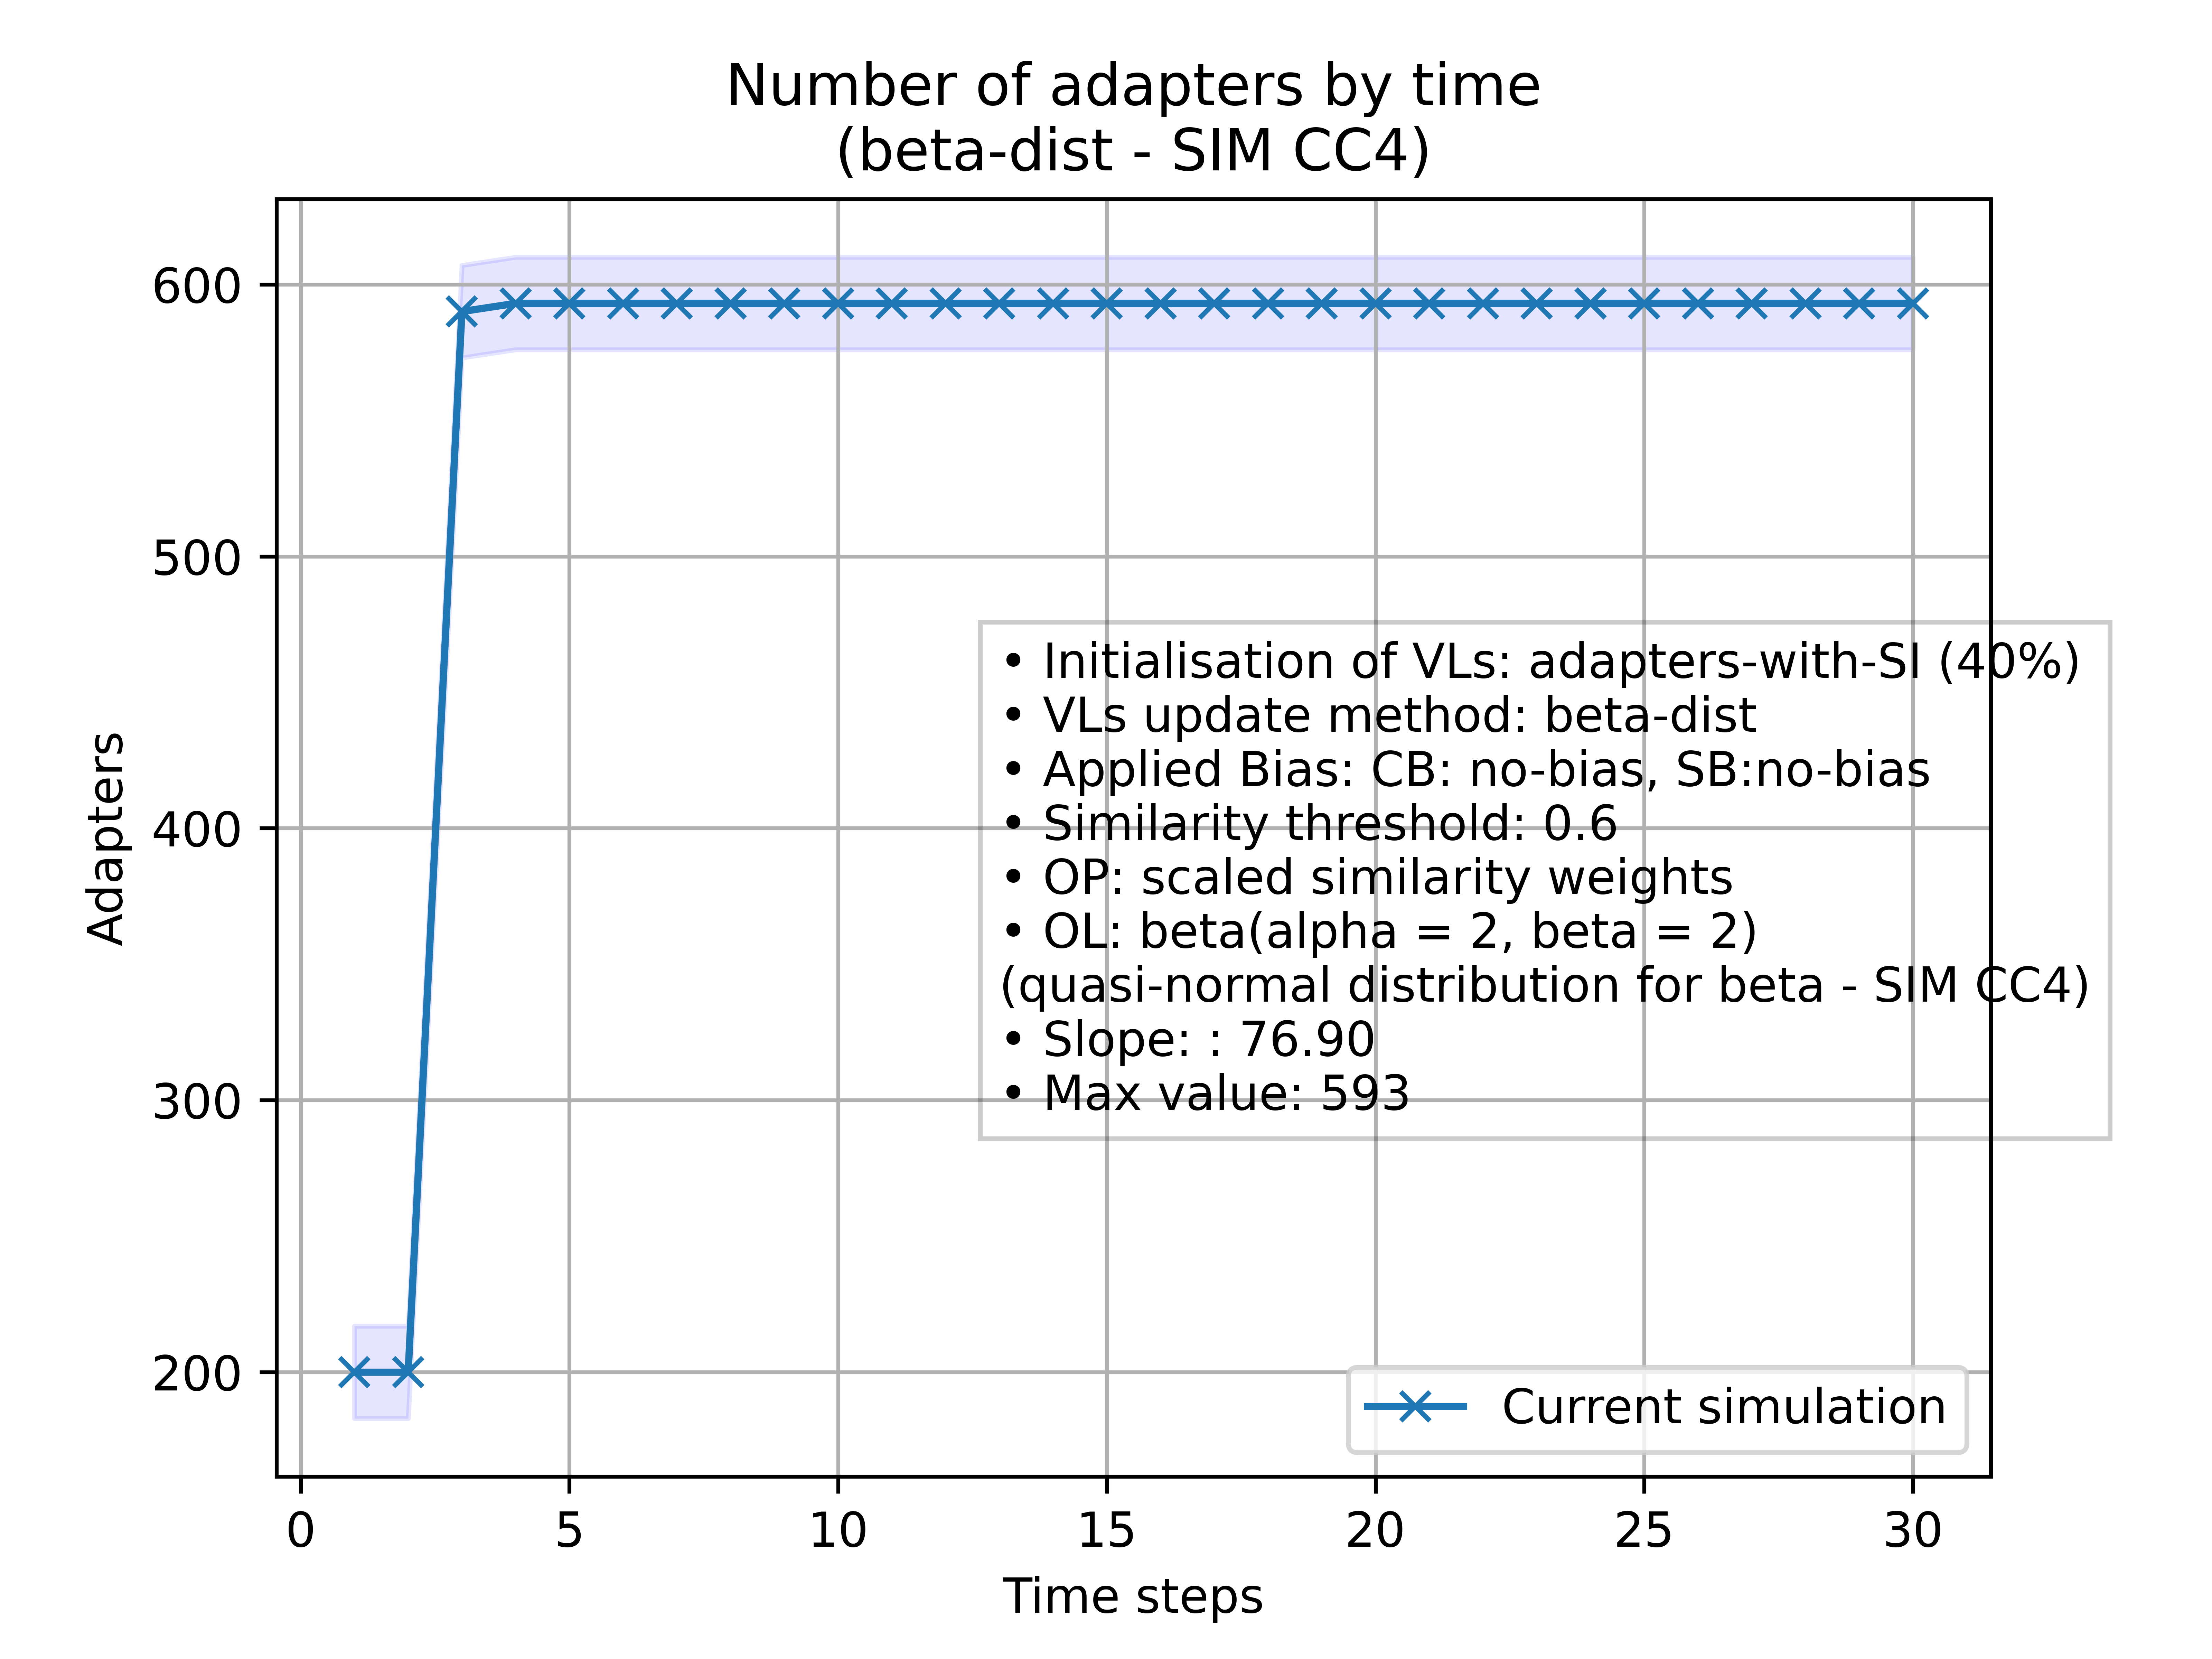 Number of adapters by time
(beta-dist - SIM CC4)
600
500
400
300
200
Adapters
• Initialisation of VLs: adapters-with-SI (40%)
• VLs update method: beta-dist
• Applied Bias: CB: no-bias, SB:no-bias
• Similarity threshold: 0.6
• OP: scaled similarity weights
• OL: beta(alpha = 2, beta = 2)
(quasi-normal distribution for beta - SIM CC4)
• Slope: : 76.90
• Max value: 593
Current simulation
0 5 10 15 20 25 30
Time steps